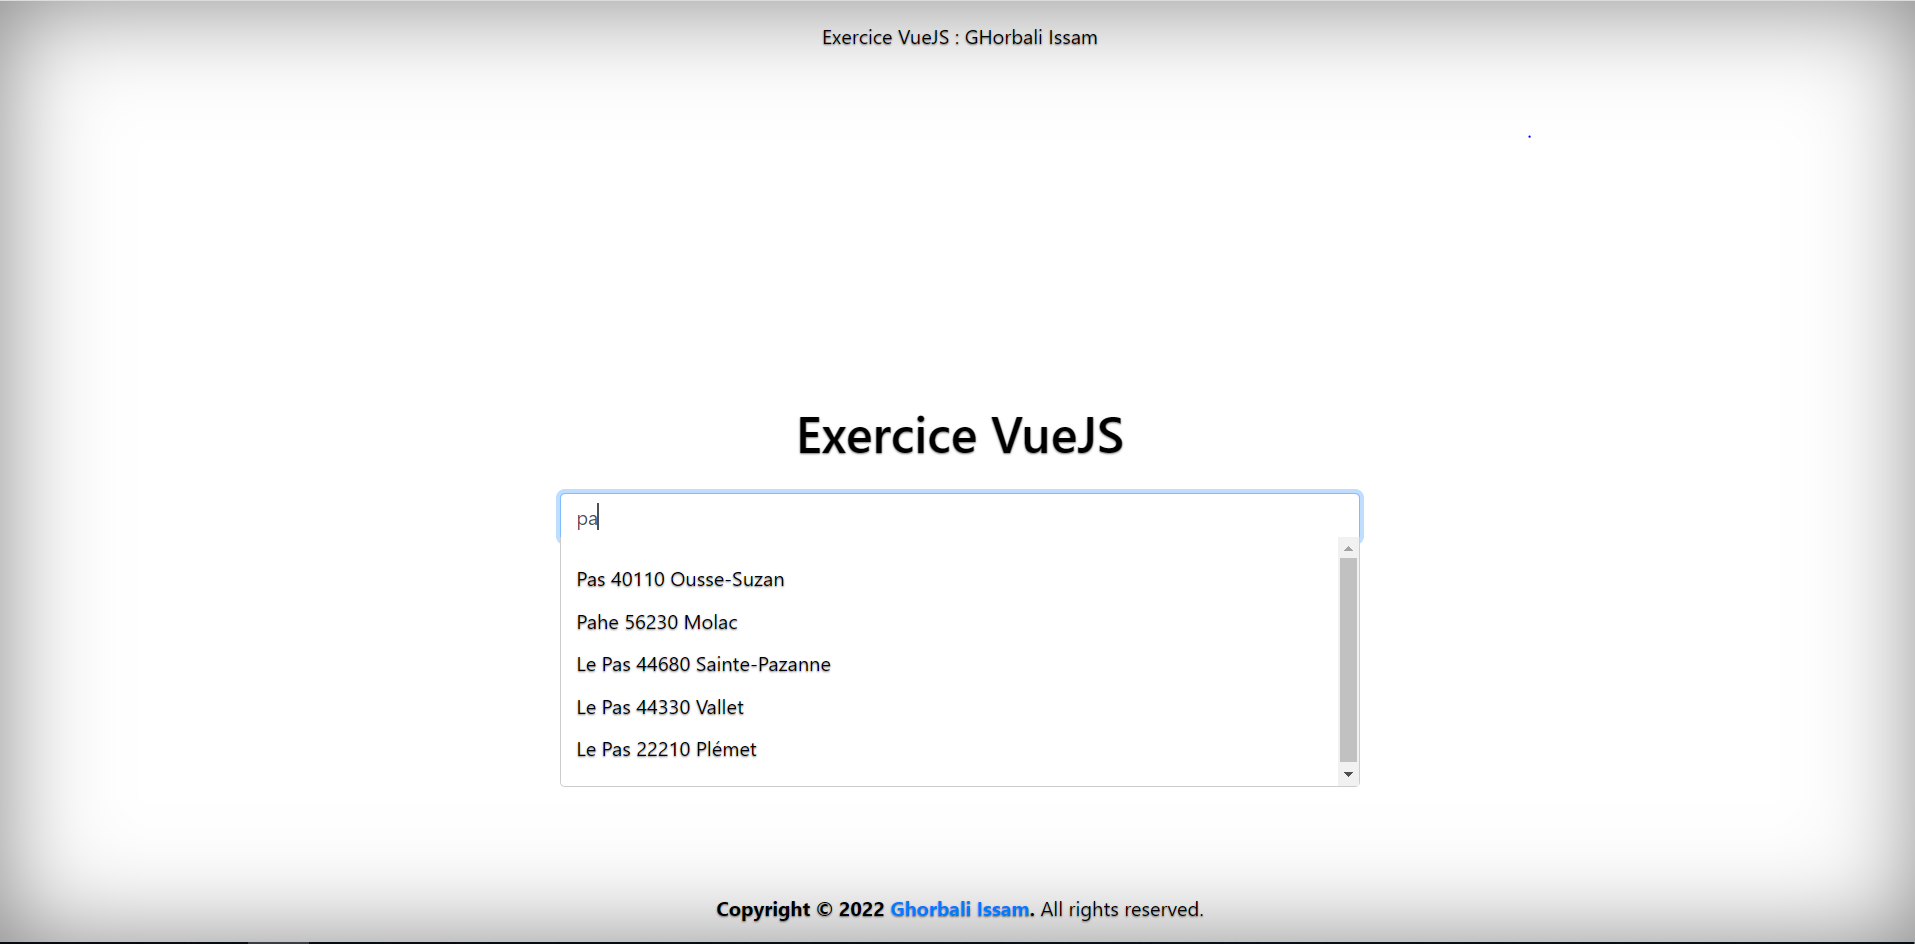 Exercice VueJS : GHorbali Issam
Exercice VueJS
pa
Pas 40110 Ousse-Suzan
Pahe 56230 Molac
Le Pas 44680 Sainte-Pazanne
Le Pas 44330 Vallet
Le Pas 22210 Plémet
Copyright © 2022 Ghorbali Issam. All rights reserved.